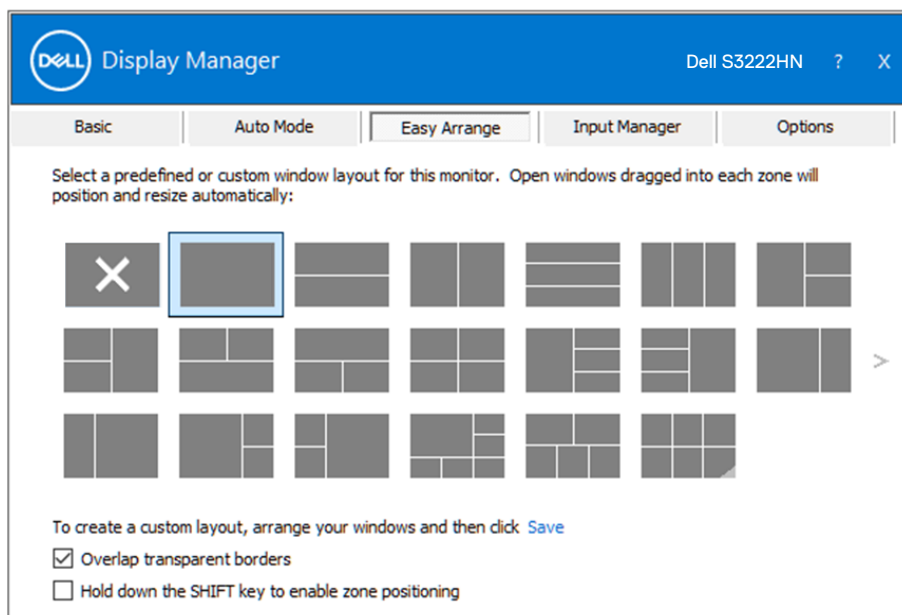 DELL Display Manager Dell S3222HN ? X
Basic Auto Mode Easy Arrange Input Manager Options
Select a predefined or custom window layout for this monitor. Open windows dragged into each zone will
position and resize automatically:
>
To create a custom layout, arrange your windows and then click Save
Overlap transparent borders
Hold down the SHIFT key to enable zone positioning